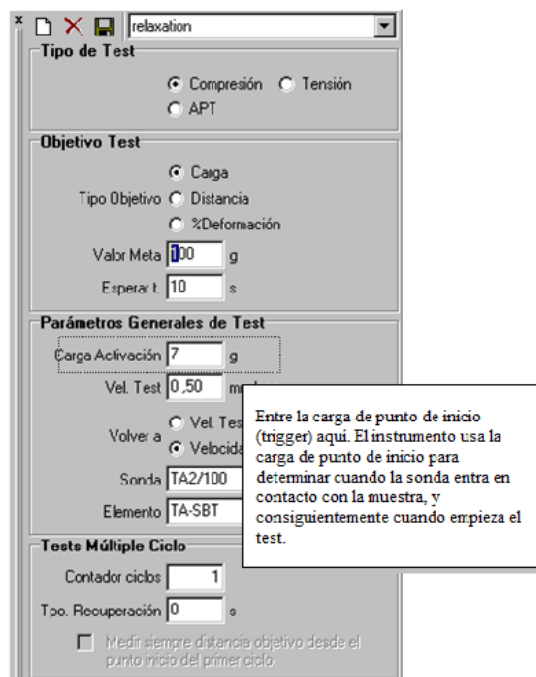 x
relaxation
Tipo de Test
Compresión
Tensión
APT
Objetivo Test
Carga
Tipo Objetivo
Distancia
%Deformación
Valor Meta 100 g
Esperar t. 10 s
Parámetros Generales de Test
Carga Activación 7 g
Vel. Test 0,50
Volver a
Vel. Tes
Velocida
Sonda TA2/100
Elemento TA-SBT
Entre la carga de punto de inicio
(trigger) aqui. El instrumento usa la
carga de punto de inicio para
determinar cuando la sonda entra en
contacto con la muestra, y
consiguientemente cuando empieza el
test.
Tests Múltiple Ciclo
Contador ciclos 1
Tpo. Recuperación 0 s
Medir siempre distancia objetivo desde el
punto inicio del primer ciclo